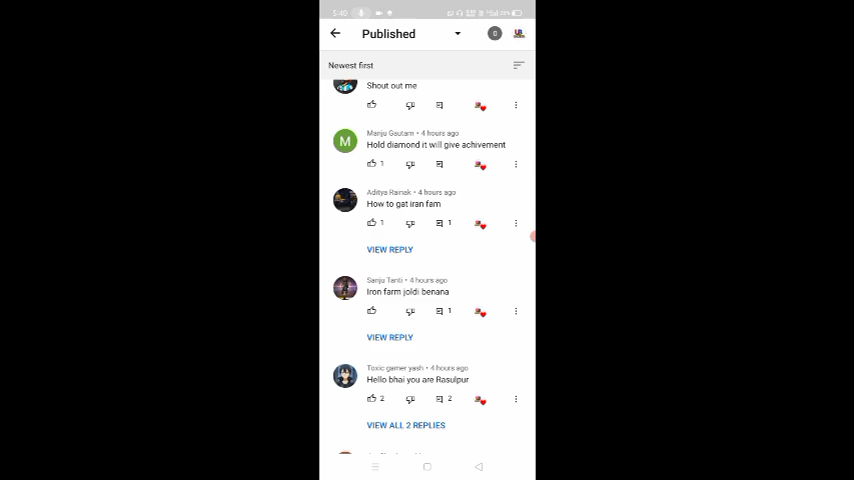 5:40
Published
0
Newest first
Shout out me
Manju Gautam • 4 hours ago
Hold diamond it will give achivement
1
M
Aditya Rainak • 4 hours ago
How to gat iran fam
1 1
VIEW REPLY
Sanju Tanti • 4 hours ago
Iron farm joldi benana
1
VIEW REPLY
Toxic gamer yash • 4 hours ago
Hello bhai you are Rasulpur
2 2
VIEW ALL 2 REPLIES